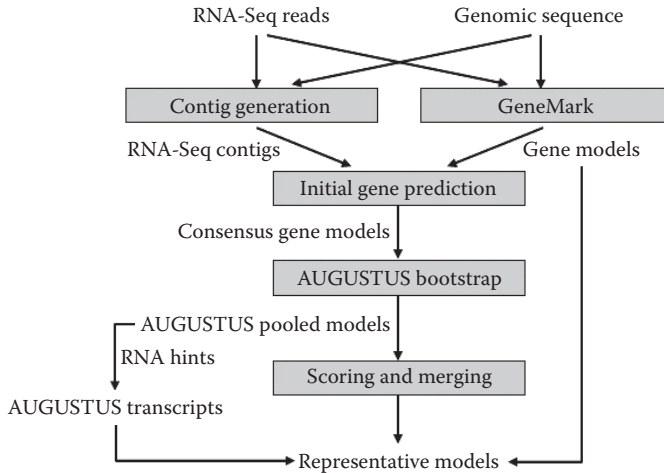 RNA-Seq reads
Genomic sequence
Contig generation
GeneMark
RNA-Seq contigs
Gene models
Initial gene prediction
Consensus gene models
AUGUSTUS bootstrap
AUGUSTUS pooled models
RNA hints
Scoring and merging
AUGUSTUS transcripts
Representative models